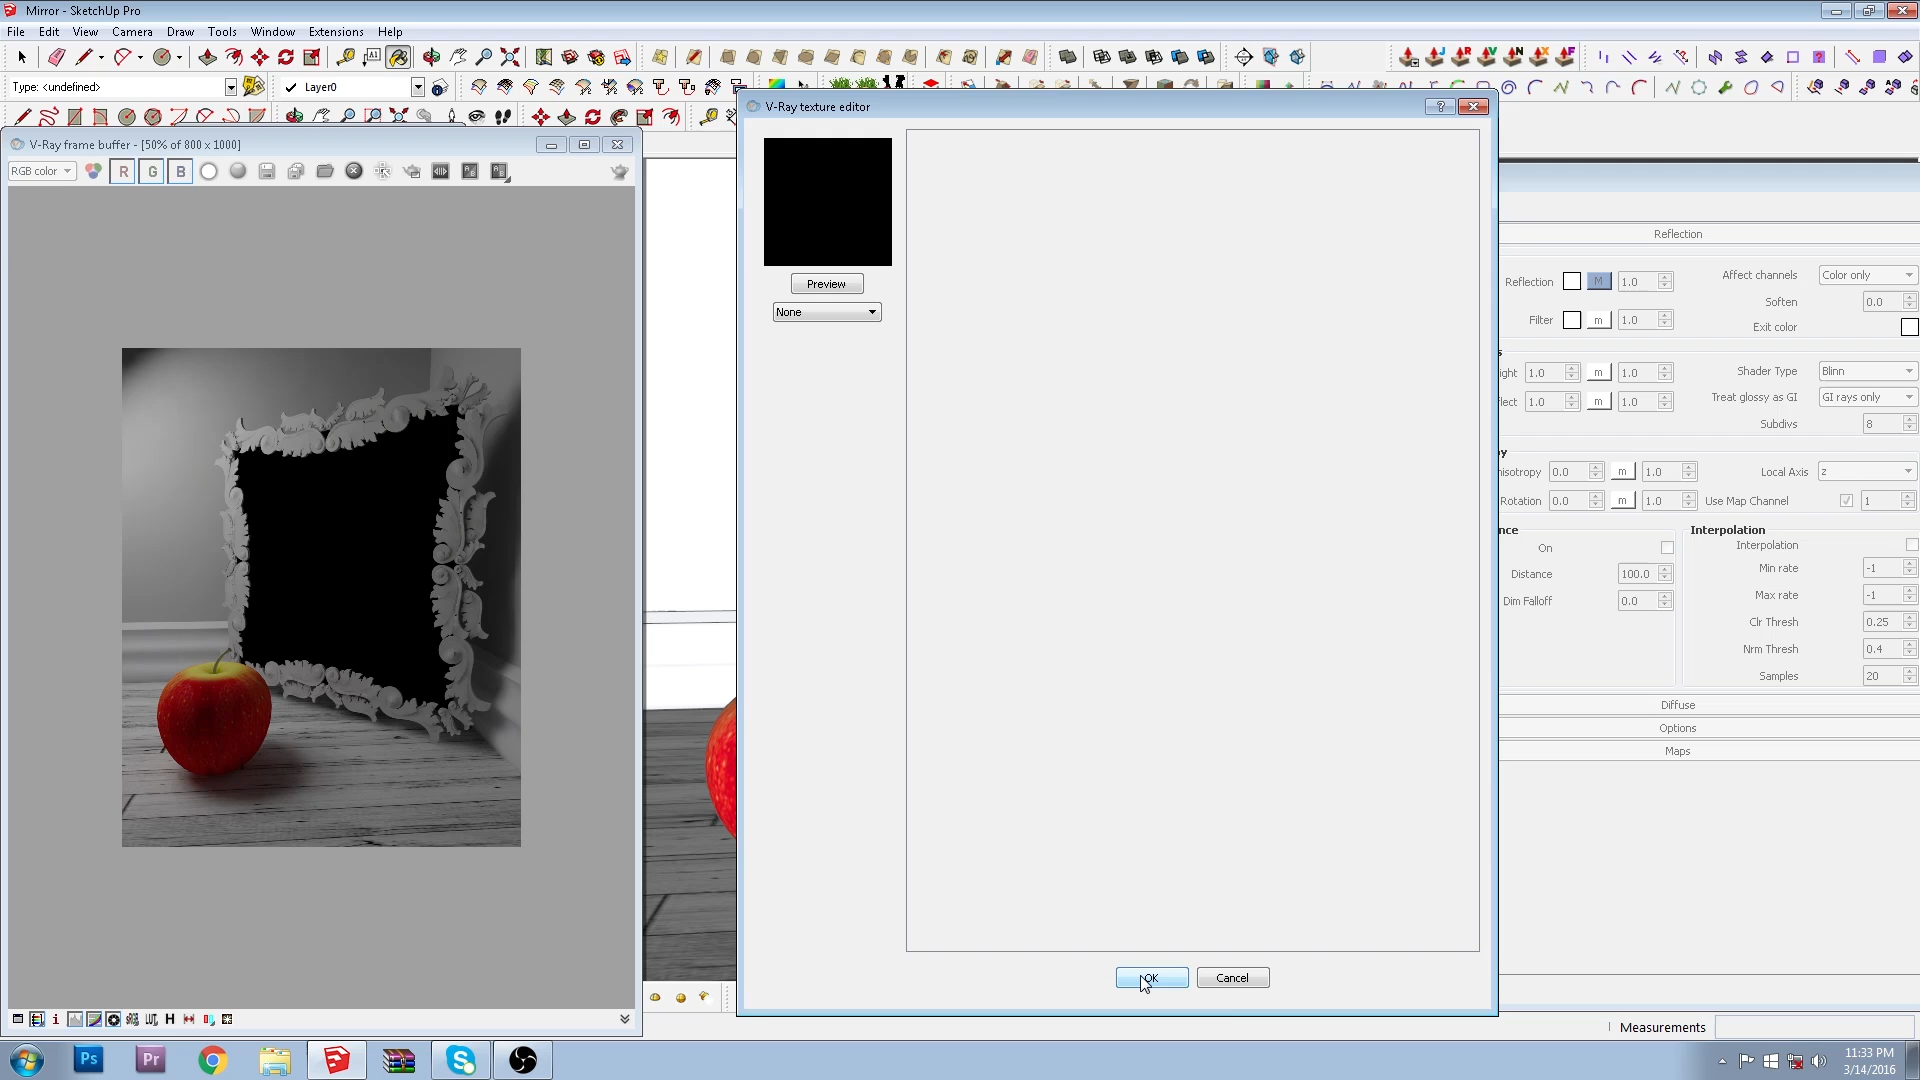 Mirror - SketchUp Pro
File Edit View Camera Draw Tools Window Extensions Help
Type: <undefined>
Layer0
V-Ray frame buffer - [50% of 800 x 1000]
RGB color
R G B
V-Ray texture editor
Preview
None
OK
Cancel
Reflection
Reflection M 1.0
Affect channels Color only
Soften 0.0
Filter m 1.0
Exit color
ight 1.0 m 1.0
Shader Type Blinn
lect 1.0 m 1.0
Treat glossy as GI GI rays only
Subdivs 8
nisotropy 0.0 m 1.0
Local Axis z
Rotation 0.0 m 1.0
Use Map Channel 1
nce
Interpolation
On
Interpolation
Distance 100.0
Min rate -1
Dim Falloff 0.0
Max rate -1
Clr Thresh 0.25
Nrm Thresh 0.4
Samples 20
Diffuse
Options
Maps
Measurements
Ps
Pr
11:33 PM
3/14/2016